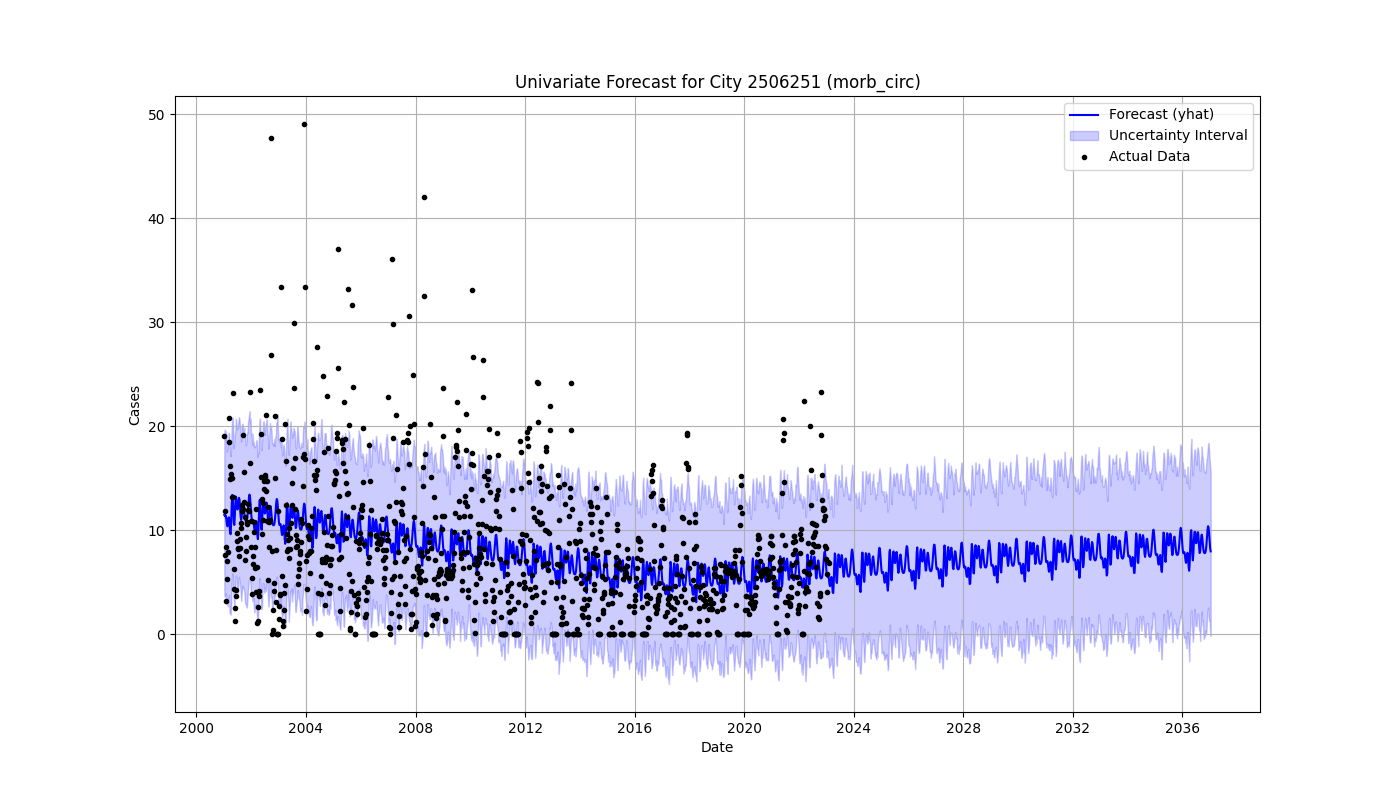 Univariate Forecast for City 2506251 (morb_circ)
Forecast (yhat)
Uncertainty Interval
Actual Data
Cases
50
40
30
20
10
0
2000 2004 2008 2012 2016 2020 2024 2028 2032 2036
Date